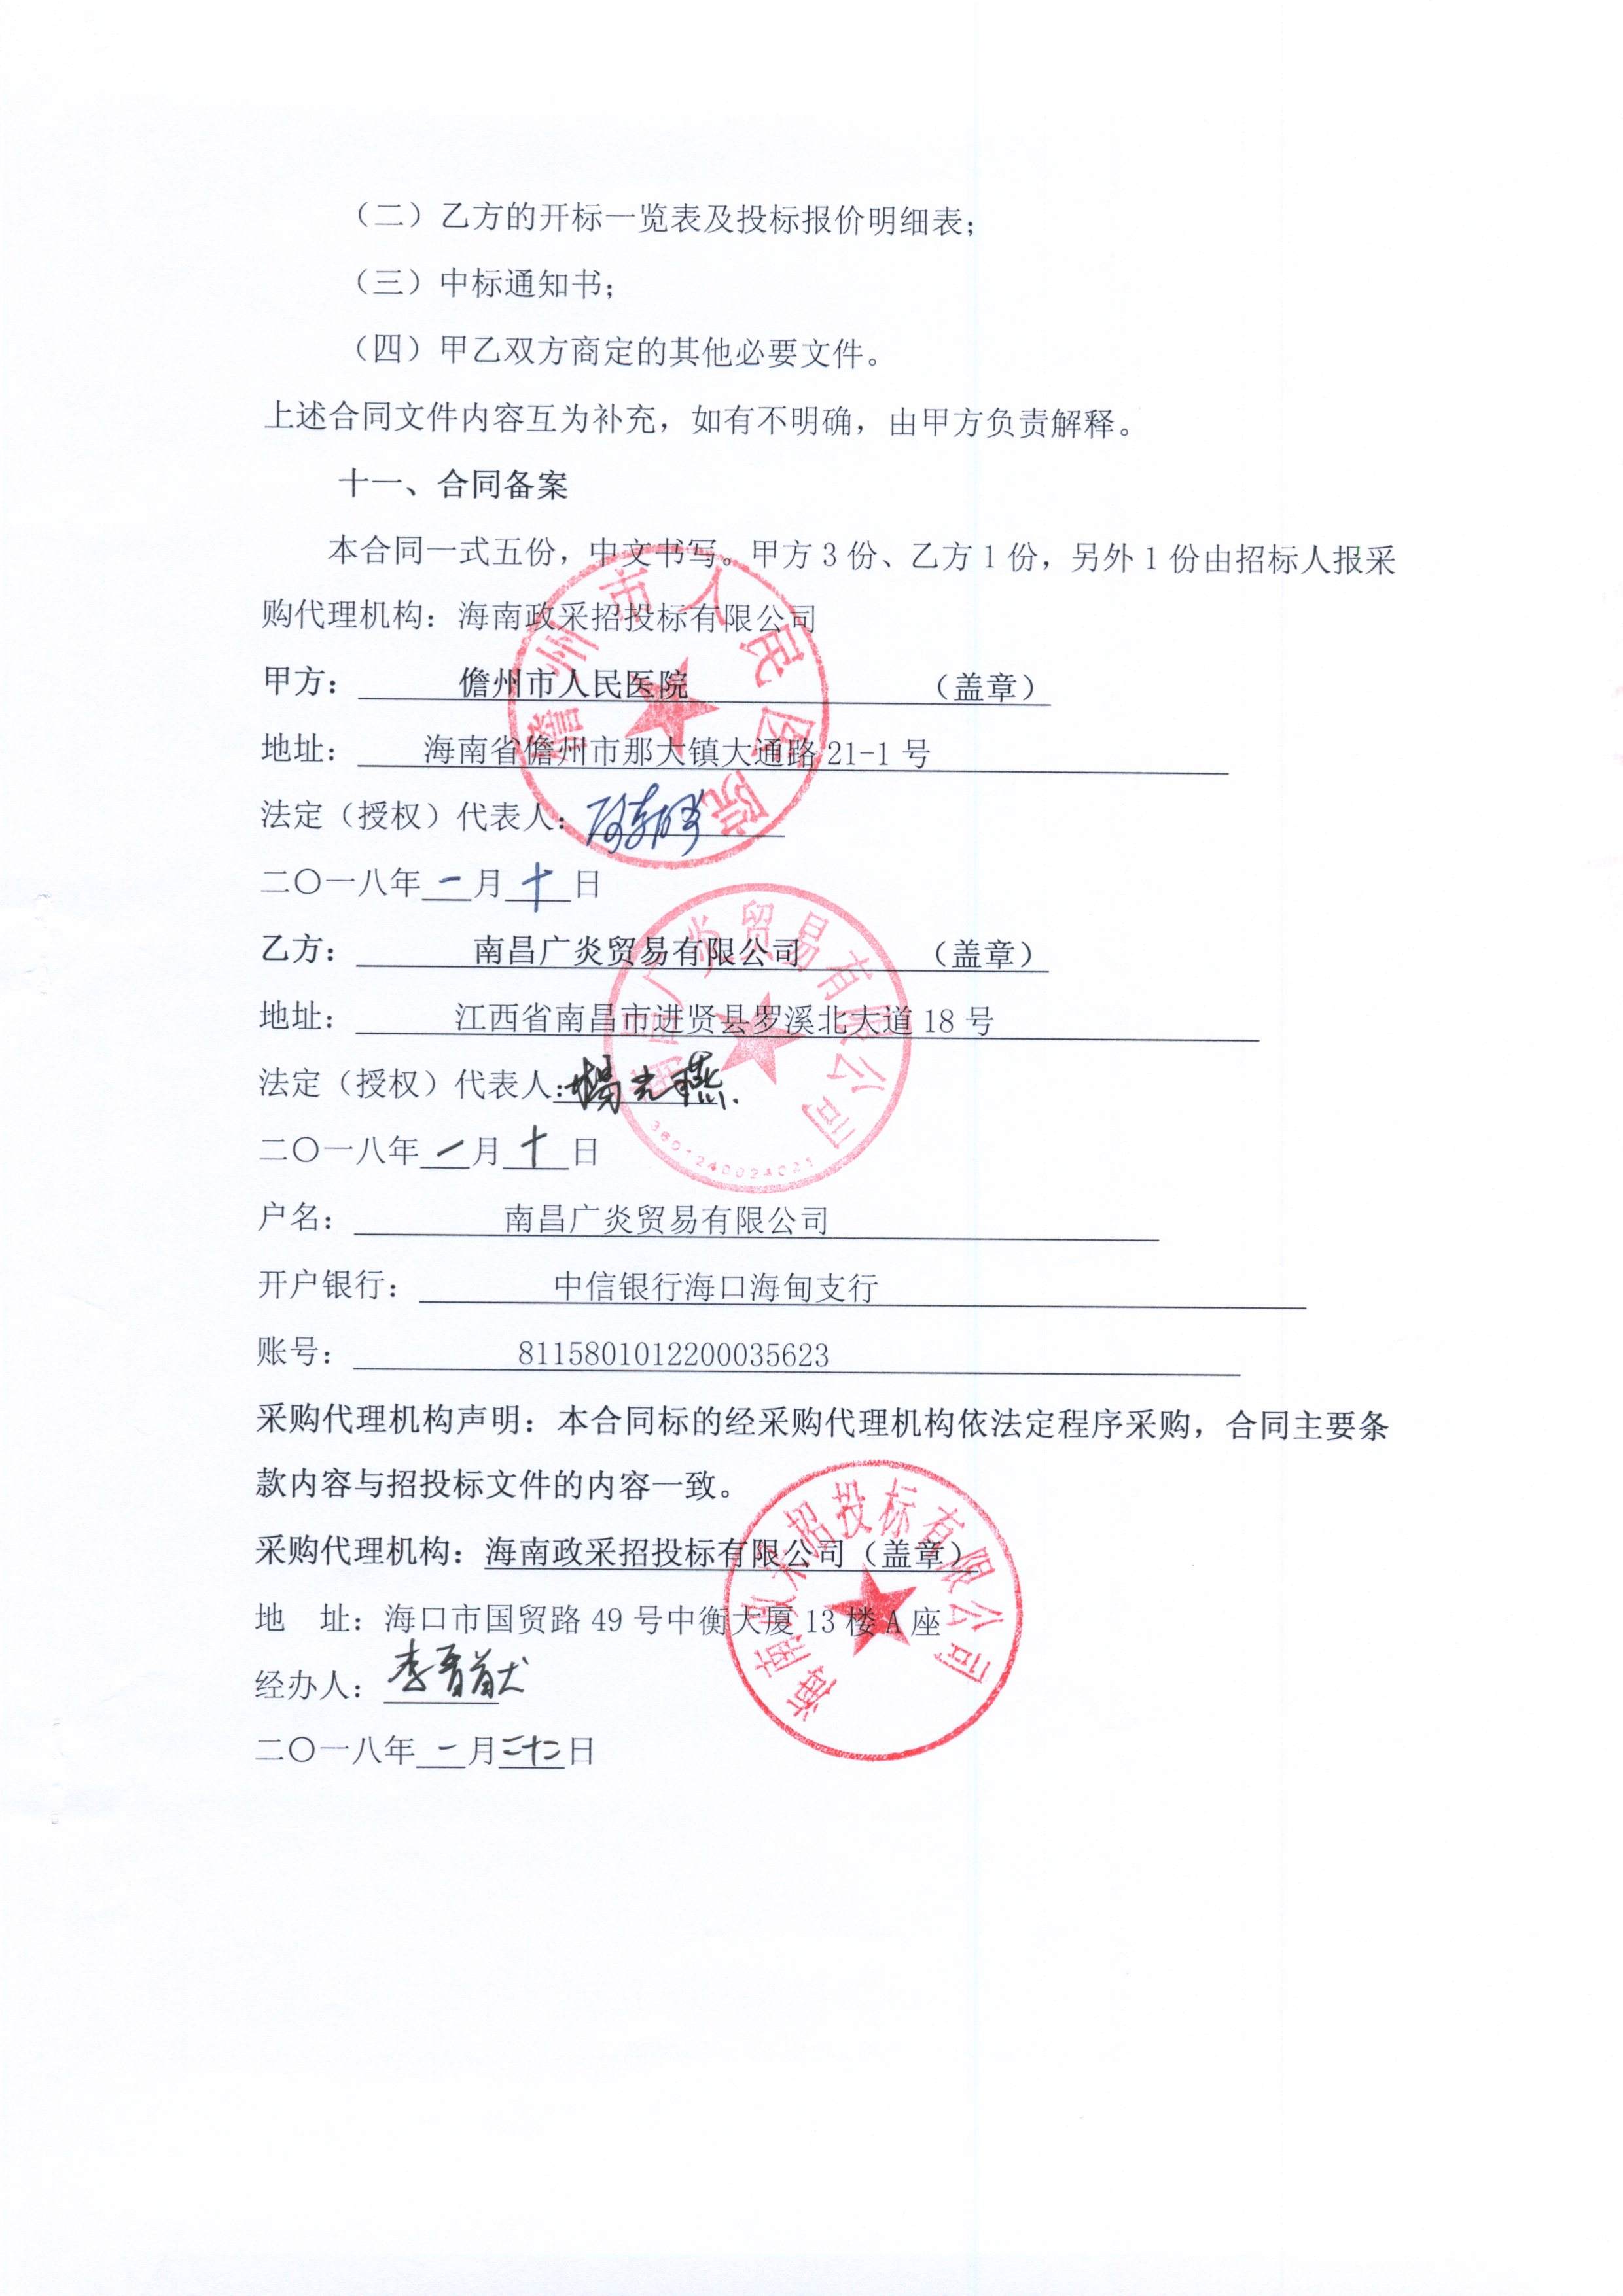 （二）乙方的开标一览表及投标报价明细表；
（三）中标通知书；
（四）甲乙双方商定的其他必要文件。
上述合同文件内容互为补充，如有不明确，由甲方负责解释。
十一、合同备案
本合同一式五份，中文书写。甲方 3 份、乙方 1 份，另外 1 份由招标人报采
购代理机构：海南政采招投标有限公司
甲方：儋州市人民医院（盖章）
地址：海南省儋州市那大镇大通路 21-1 号
法定（授权）代表人：
二〇一八年一月十日
乙方：南昌广炎贸易有限公司（盖章）
地址：江西省南昌市进贤县罗溪北大道 18 号
法定（授权）代表人：杨光燕
二〇一八年一月十日
户名：南昌广炎贸易有限公司
开户银行：中信银行海口海甸支行
账号：8115801012200035623
采购代理机构声明：本合同标的经采购代理机构依法定程序采购，合同主要条
款内容与招投标文件的内容一致。
采购代理机构：海南政采招投标有限公司（盖章）
地 址：海口市国贸路 49 号中衡大厦 13 楼 A 座
经办人：李晋猷
二〇一八年一月二十二日
儋州市人民医院
南昌广炎贸易有限公司
海南政采招投标有限公司